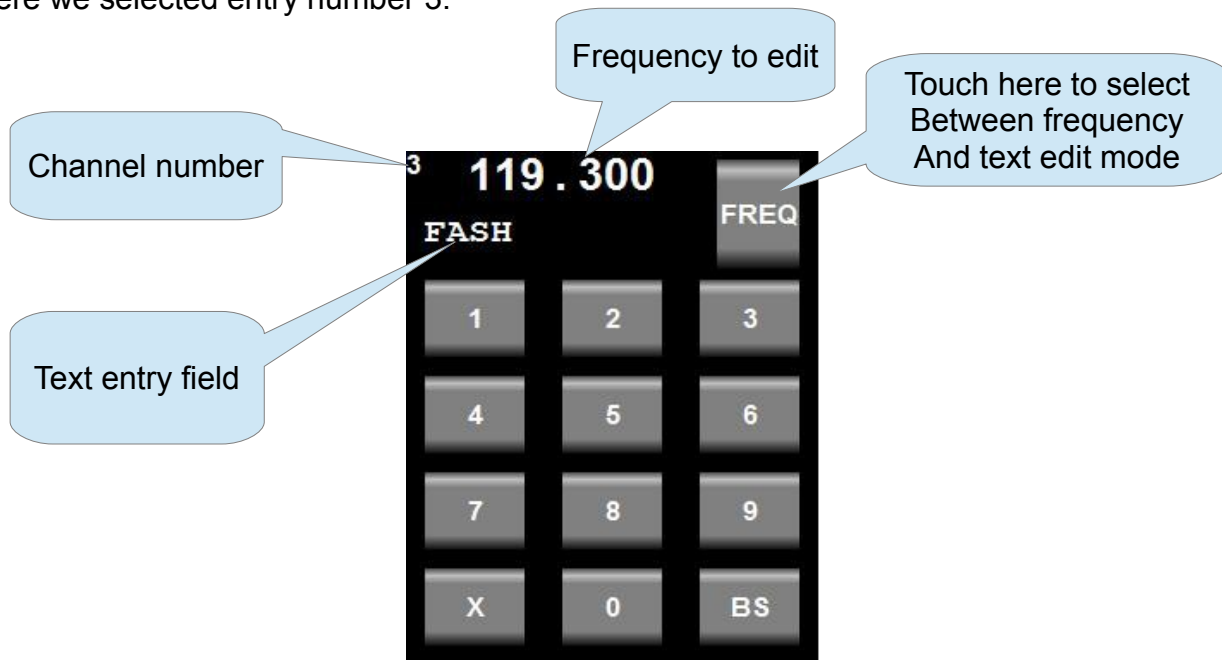 ere we selected entry number 3.
Frequency to edit
Touch here to select
Between frequency
And text edit mode
Channel number
3 119.300
FREQ
FASH
Text entry field
1 2 3
4 5 6
7 8 9
X 0 BS